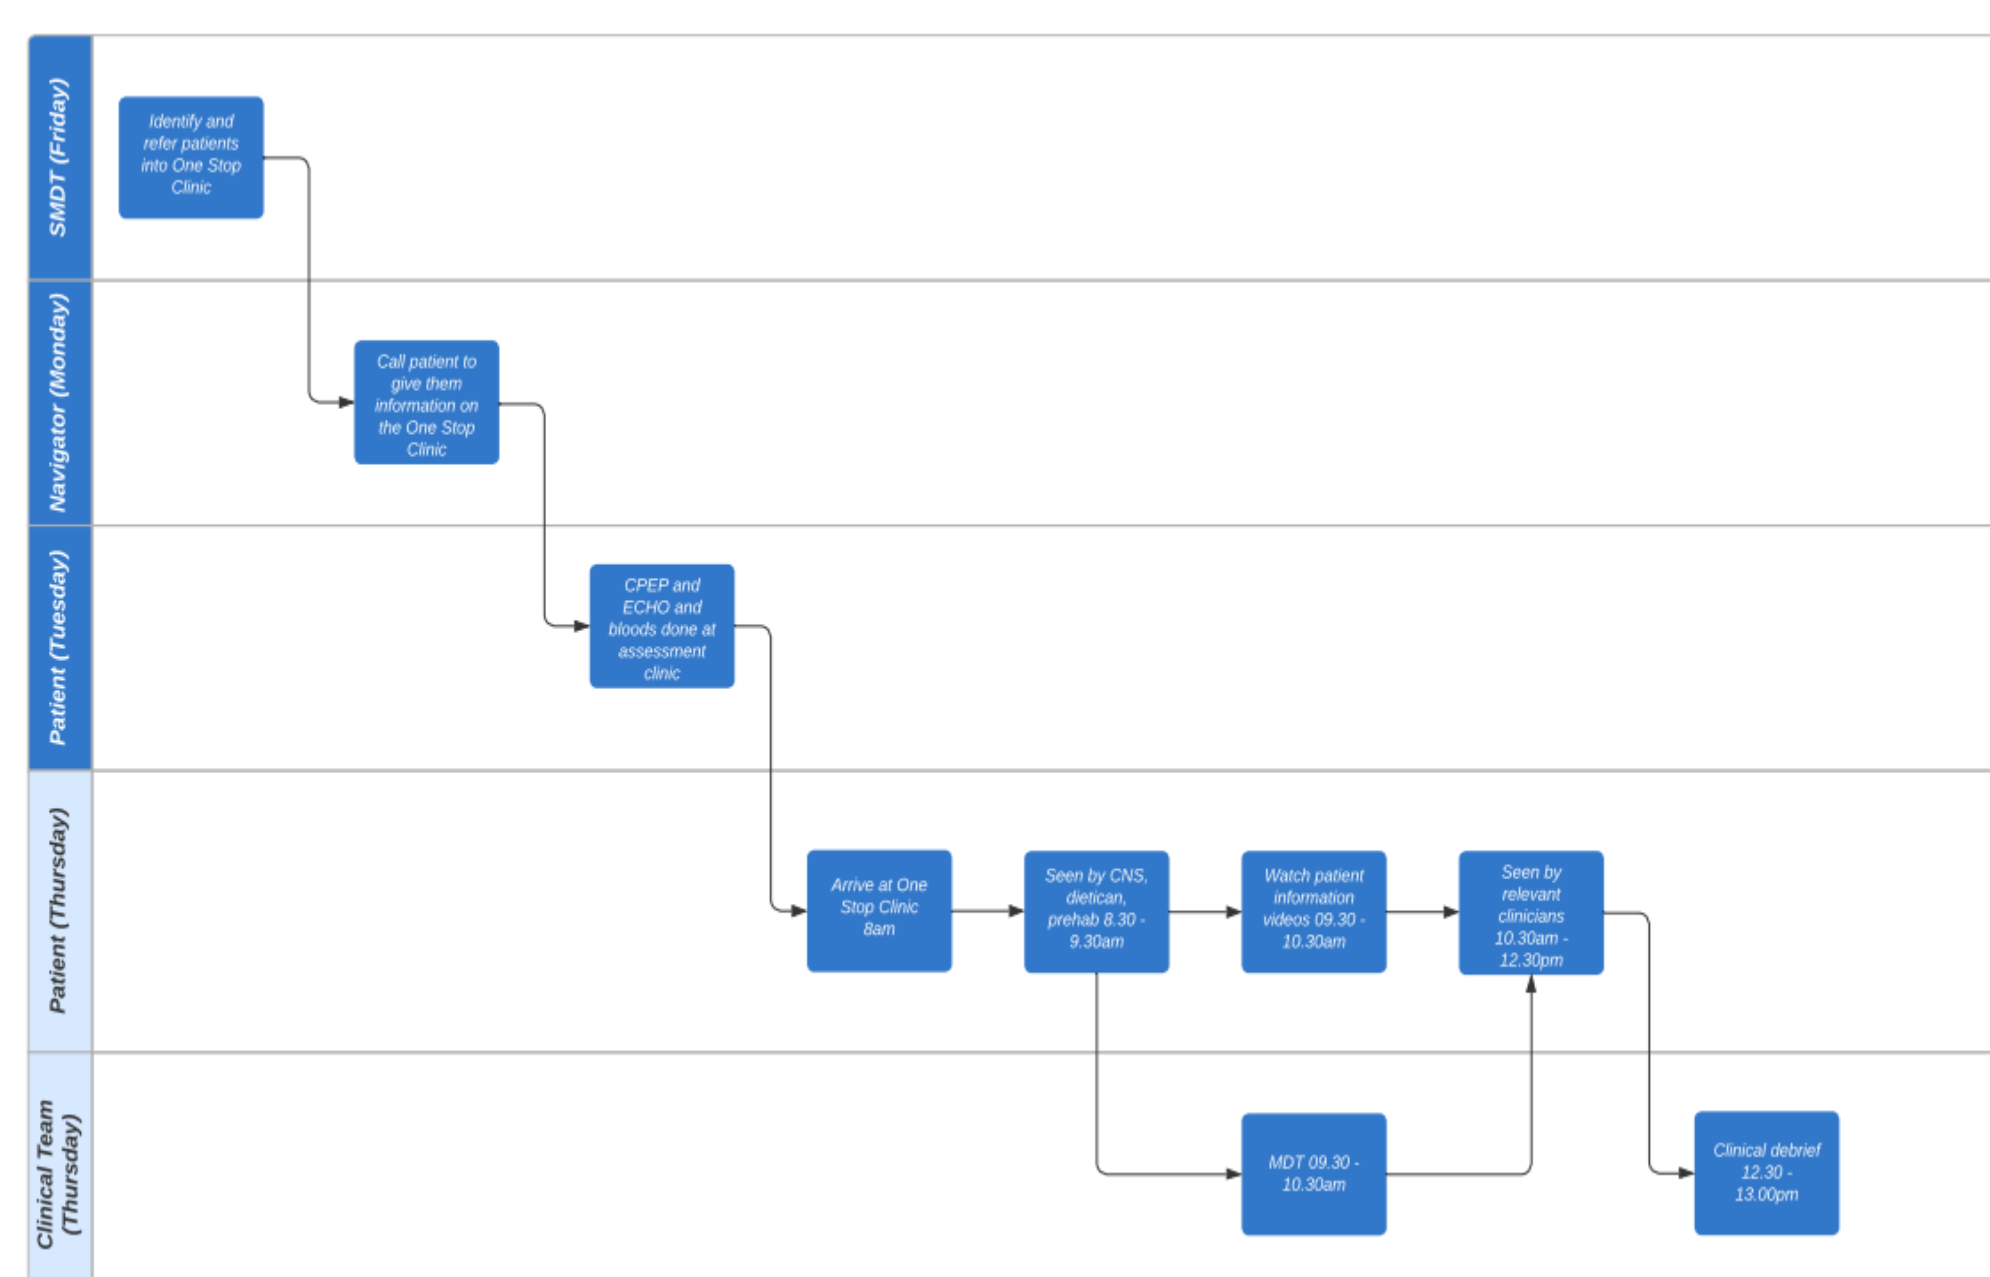 SMDT (Friday)
Identify and
refer patients
into One Stop
Clinic
Navigator (Monday)
Call patient to
give them
information on
the One Stop
Clinic
Patient (Tuesday)
CPEP and
ECHO and
bloods done at
assessment
clinic
Patient (Thursday)
Arrive at One
Stop Clinic
8am
Seen by CNS,
dietican,
prehab 8.30 -
9.30am
Watch patient
information
videos 09.30 -
10.30am
Seen by
relevant
clinicians
10.30am -
12.30pm
Clinical Team
(Thursday)
MDT 09.30 -
10.30am
Clinical debrief
12.30 -
13.00pm